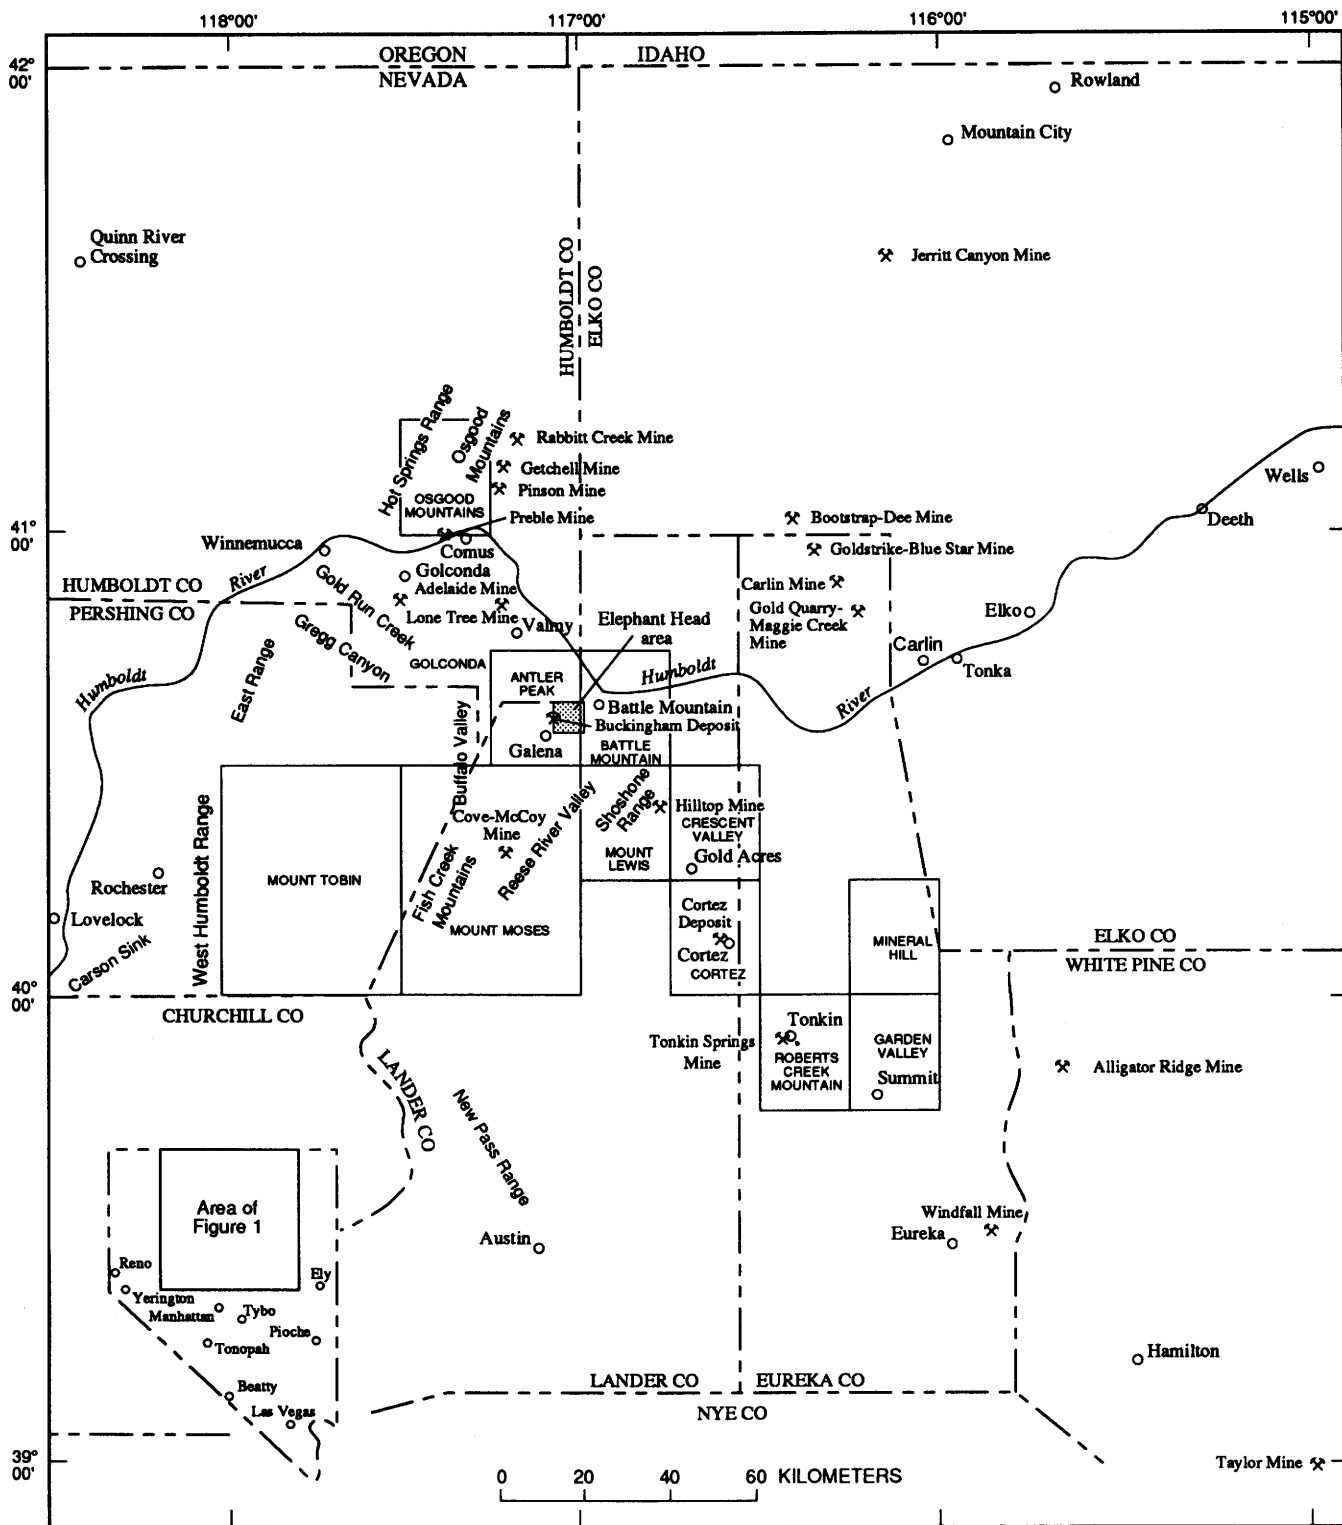 118°00'
117°00'
116°00'
115°00'
42°
00'
OREGON
IDAHO
NEVADA
Rowland
Mountain City
Quinn River
Crossing
HUMBOLDT CO
ELKO CO
Jerritt Canyon Mine
Hot Springs Range
Osgood
Mountains
Rabbitt Creek Mine
Getchell Mine
Pinson Mine
OSGOOD
MOUNTAINS
Preble Mine
Wells
Deeth
41°
00'
Bootstrap-Dee Mine
Winnemucca
Comus
Goldstrike-Blue Star Mine
River
Golconda
Adelaide Mine
Carlin Mine
HUMBOLDT CO
PERSHING CO
Gold Run Creek
Lone Tree Mine
Gold Quarry-
Maggie Creek
Mine
Elko
Elephant Head
area
Valmy
Gregg Canyon
GOLCONDA
Carlin
Tonka
Humboldt
East Range
ANTLER
PEAK
Humboldt
River
Battle Mountain
Buckingham Deposit
Buffalo Valley
Galena
BATTLE
MOUNTAIN
West Humboldt Range
Cove-McCoy
Mine
Reese River Valley
Shoshone
Range
Hilltop Mine
CRESCENT
VALLEY
MOUNT
LEWIS
Gold Acres
Rochester
MOUNT TOBIN
Fish Creek
Mountains
Lovelock
Carson Sink
MOUNT MOSES
Cortez
Deposit
Cortez
CORTEZ
MINERAL
HILL
ELKO CO
WHITE PINE CO
40°
00'
CHURCHILL CO
Tonkin
Tonkin Springs
Mine
ROBERTS
CREEK
MOUNTAIN
GARDEN
VALLEY
Summit
Alligator Ridge Mine
LANDER CO
New Pass Range
Area of
Figure 1
Windfall Mine
Eureka
Austin
Reno
Ely
Yerington
Manhattan
Tybo
Pioche
Tonopah
Hamilton
Beatty
LANDER CO
EUREKA CO
Las Vegas
NYE CO
39°
00'
0 20 40 60 KILOMETERS
Taylor Mine